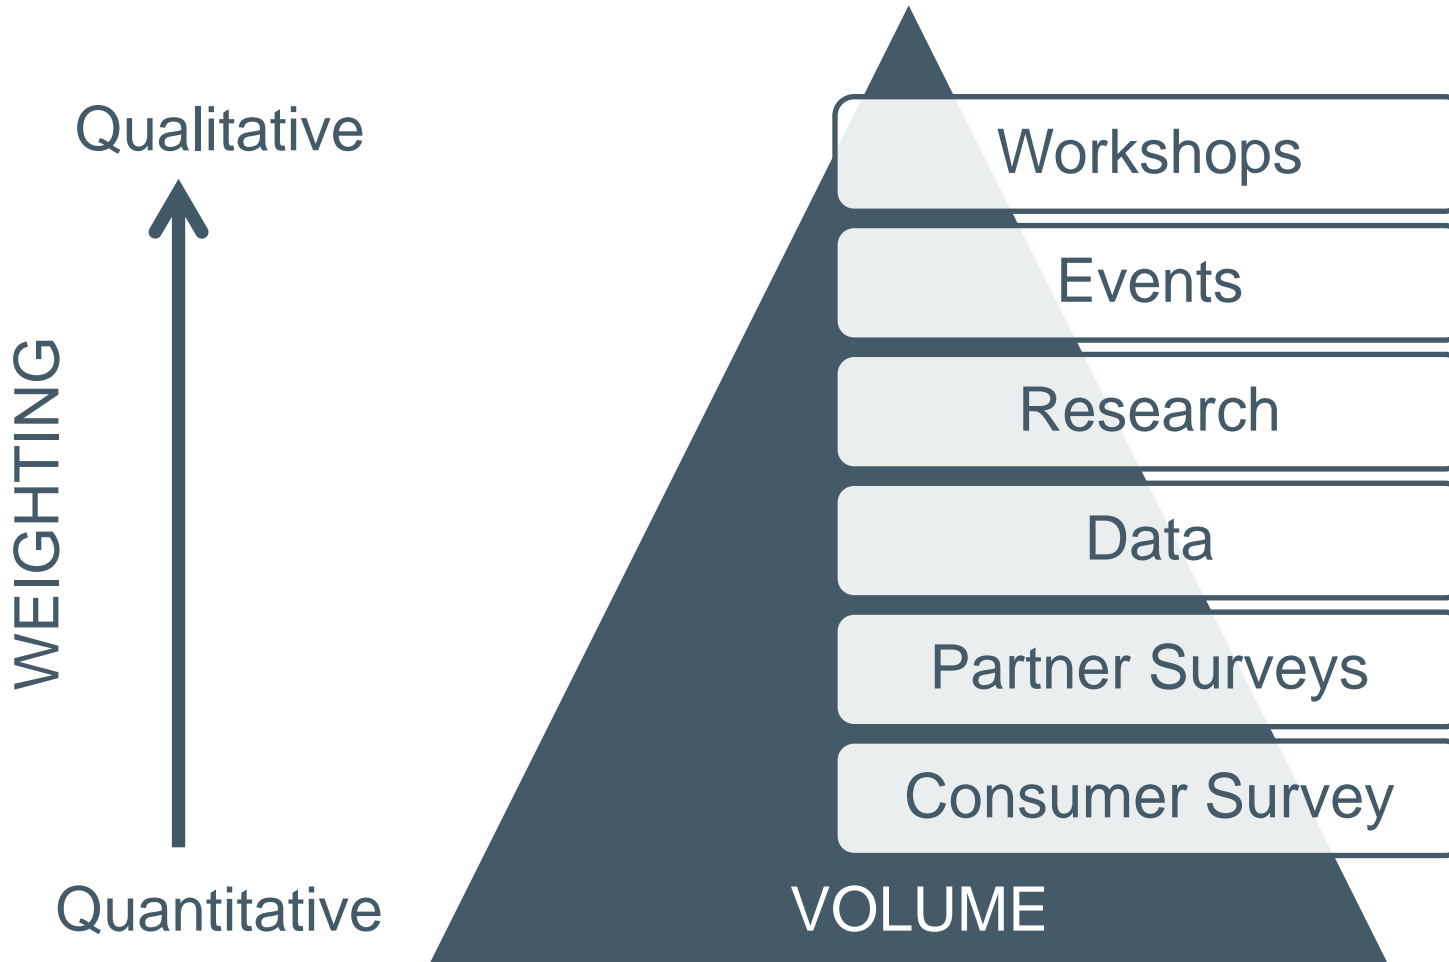 Qualitative
WEIGHTING
Quantitative
Workshops
Events
Research
Data
Partner Surveys
Consumer Survey
VOLUME